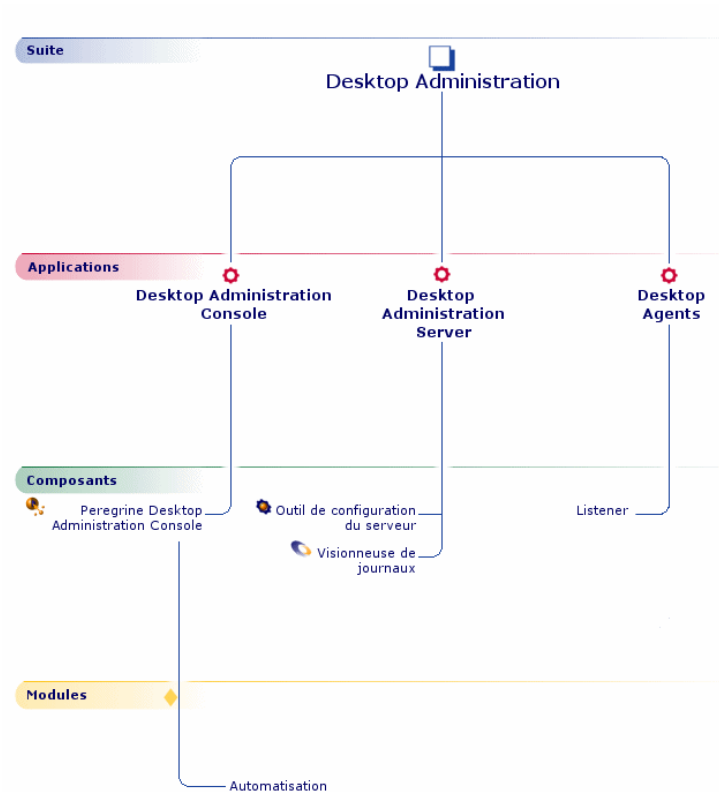 Suite
Desktop Administration
Applications
Desktop Administration
Console
Desktop
Administration
Server
Desktop
Agents
Composants
Peregrine Desktop
Administration Console
Outil de configuration
du serveur
Visionneuse de
journaux
Listener
Modules
Automatisation